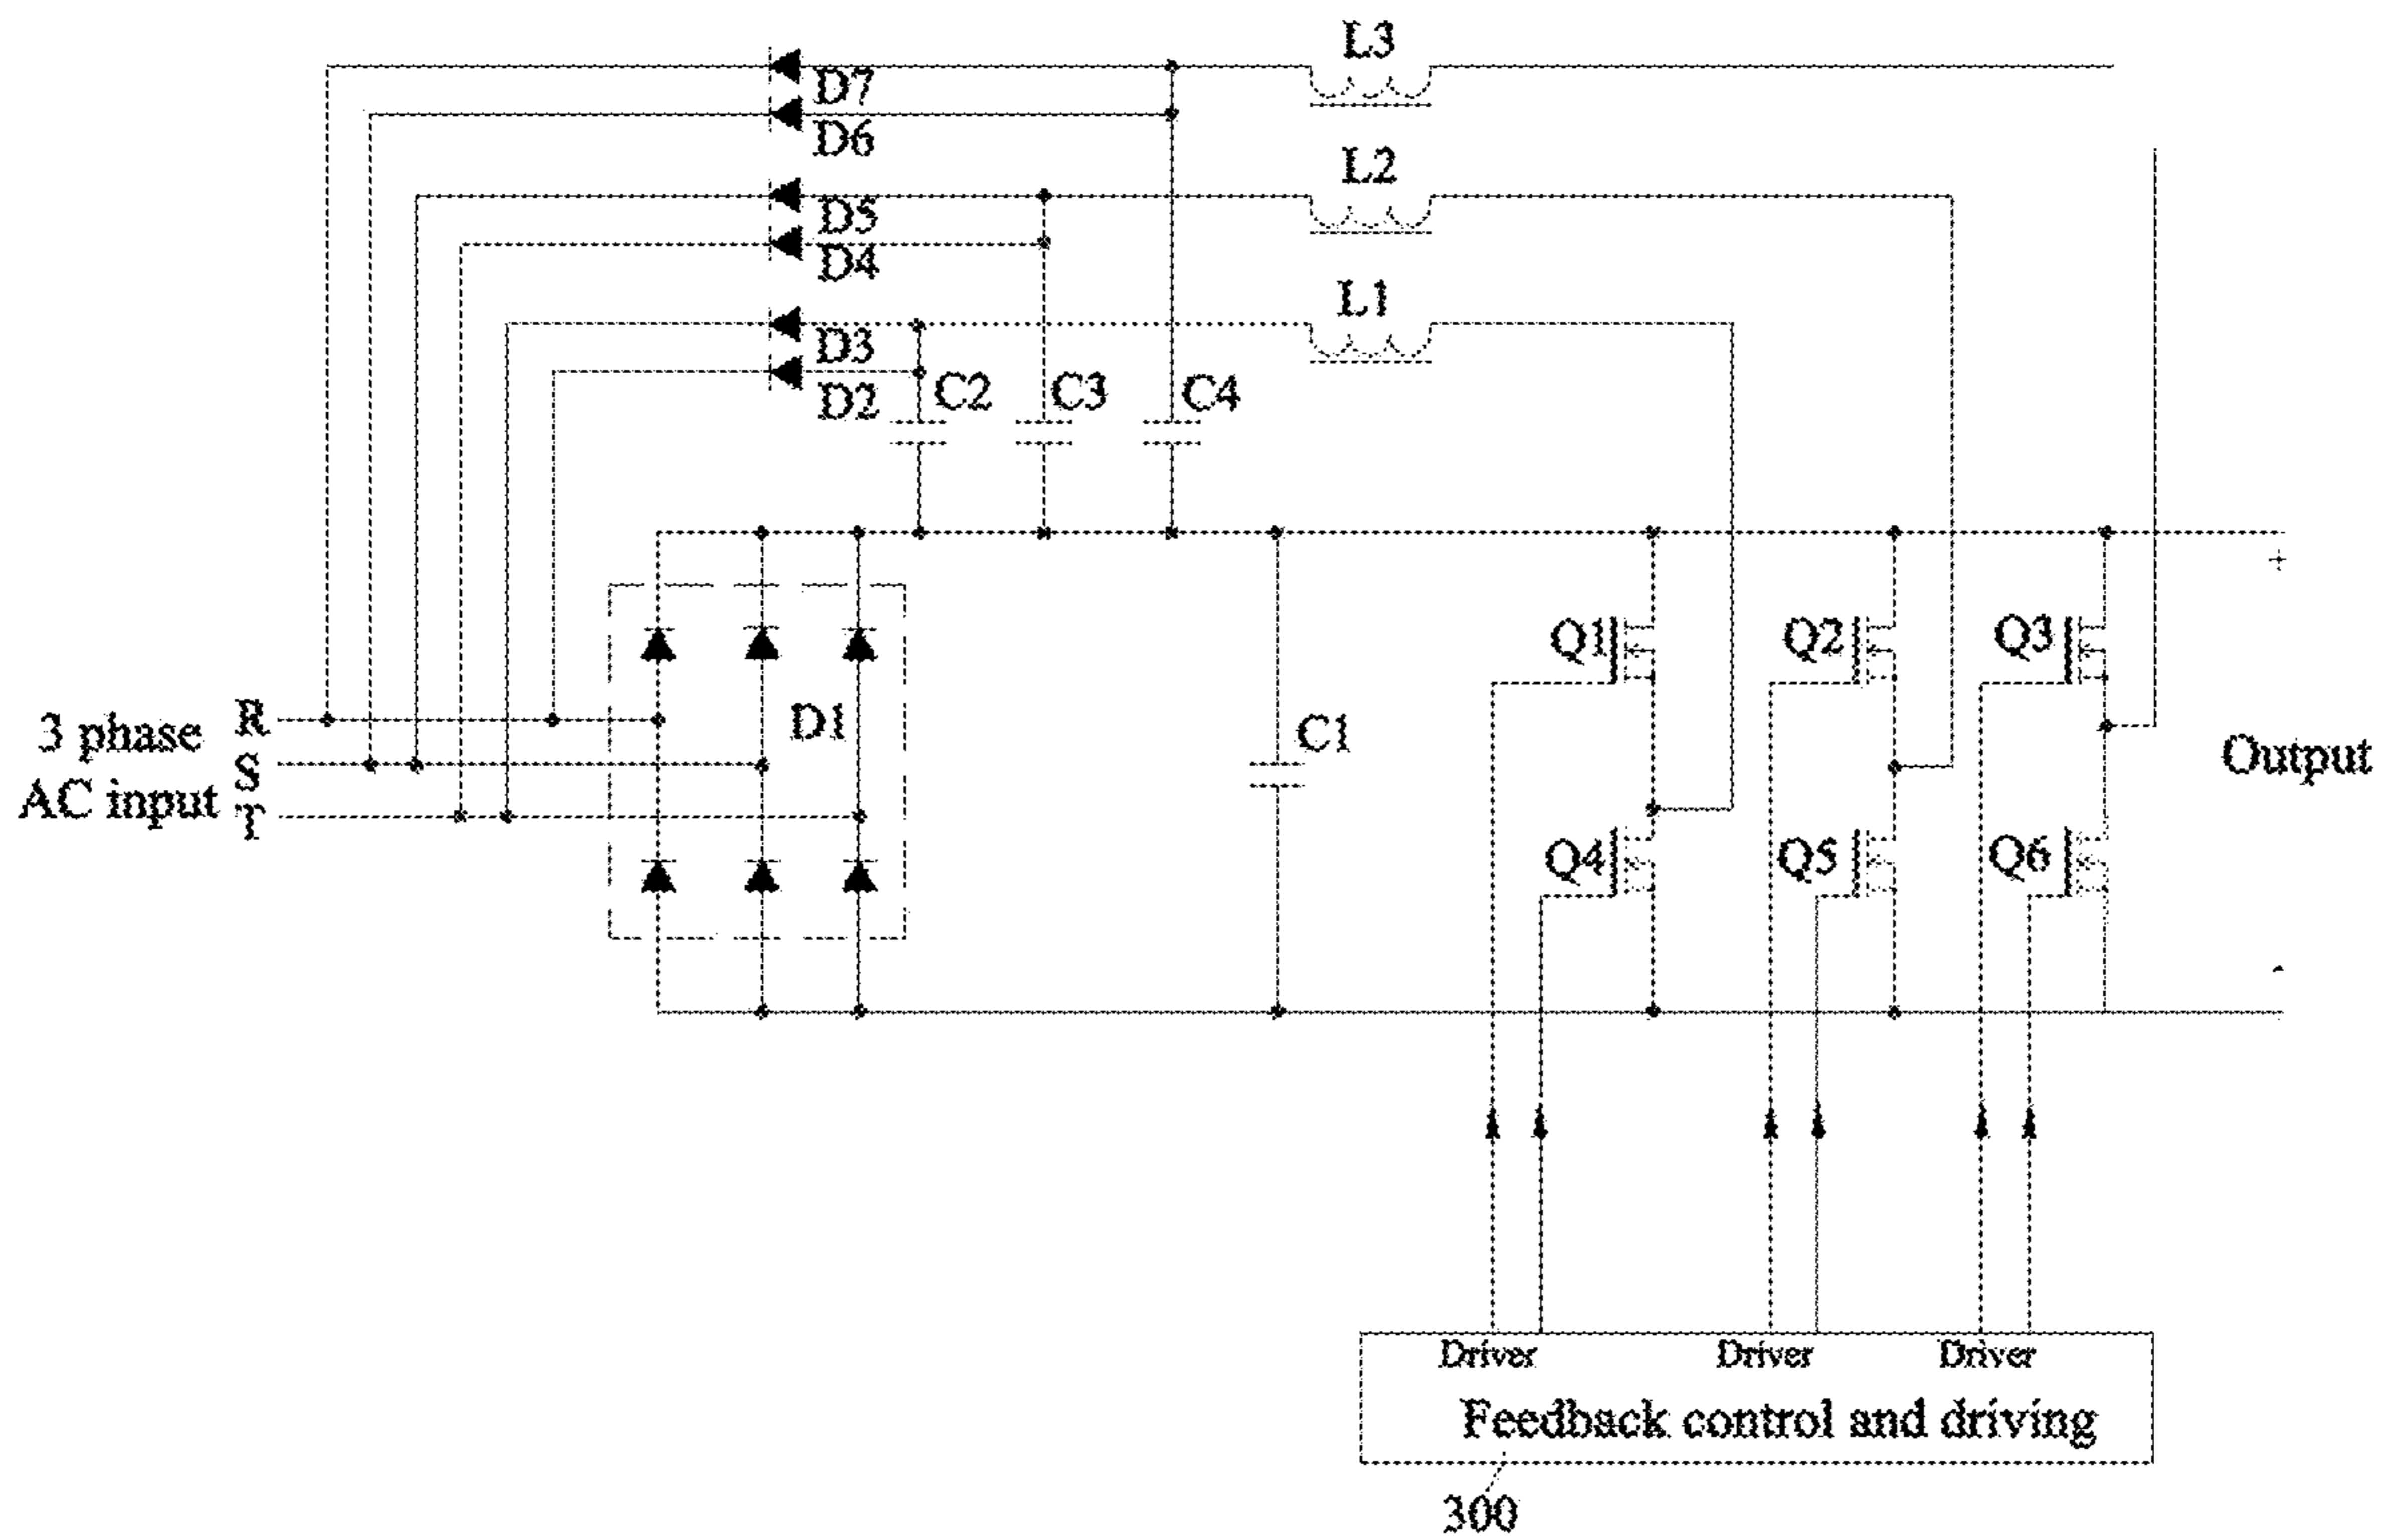 L3
D7
D6
L2
D5
D4
L1
D3
D2
C2
C3
C4
+
Q1
Q2
Q3
R
D1
3 phase
C1
S
Output
AC input
T
Q4
Q5
Q6
-
Driver
Driver
Driver
Feedback control and driving
300